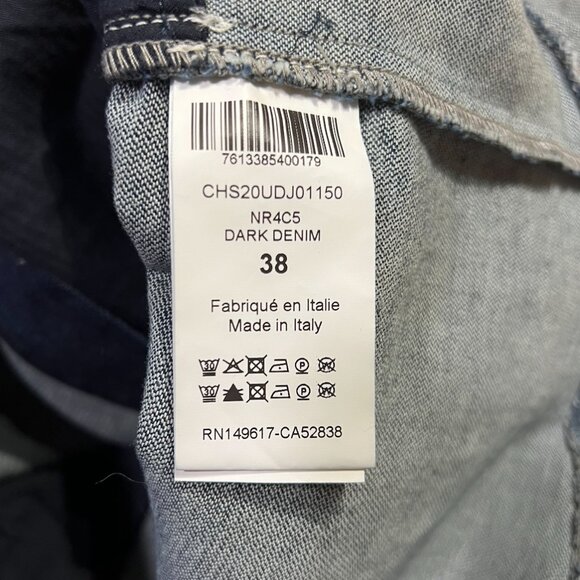 7613385400179
CHS20UDJ01150
NR4C5
DARK DENIM
38
Fabriqué en Italie
Made in Italy
RN149617-CA52838